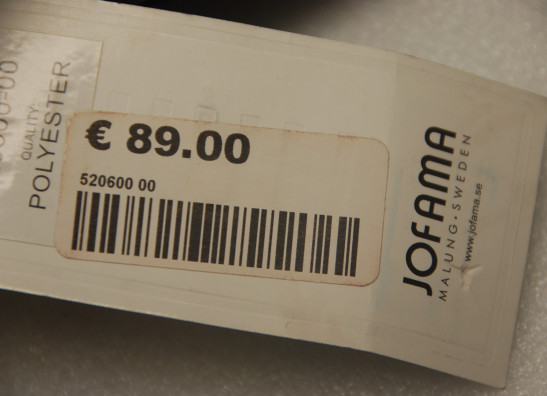 QUALITY:
POLYESTER
€ 89.00
520600 00
JOFAMA
MALUNG · SWEDEN
www.jofama.se